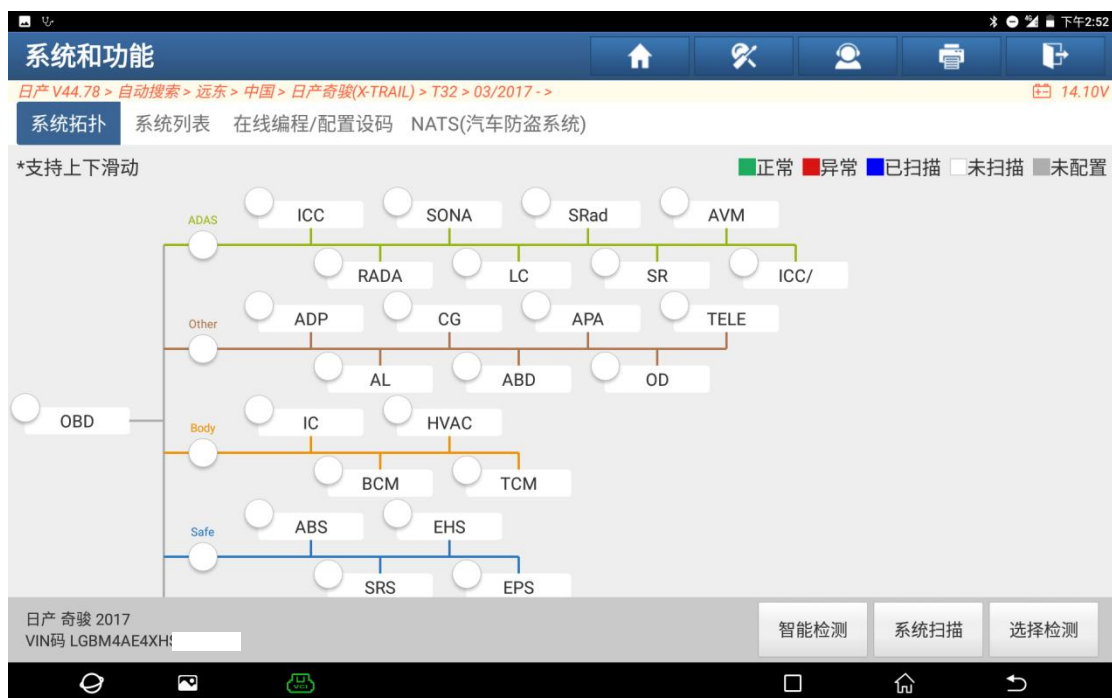 下午2:52
系统和功能
日产 V44.78 > 自动搜索 > 远东 > 中国 > 日产奇骏(X-TRAIL) > T32 > 03/2017 - >
14.10V
系统拓扑 系统列表 在线编程/配置设码 NATS(汽车防盗系统)
*支持上下滑动
正常 异常 已扫描 未扫描 未配置
ADAS
ICC SONA SRad AVM
RADA LC SR ICC/
Other
ADP CG APA TELE
AL ABD OD
OBD
Body
IC HVAC
BCM TCM
Safe
ABS EHS
SRS EPS
日产 奇骏 2017
VIN码 LGBM4AE4XH
智能检测 系统扫描 选择检测
VCI